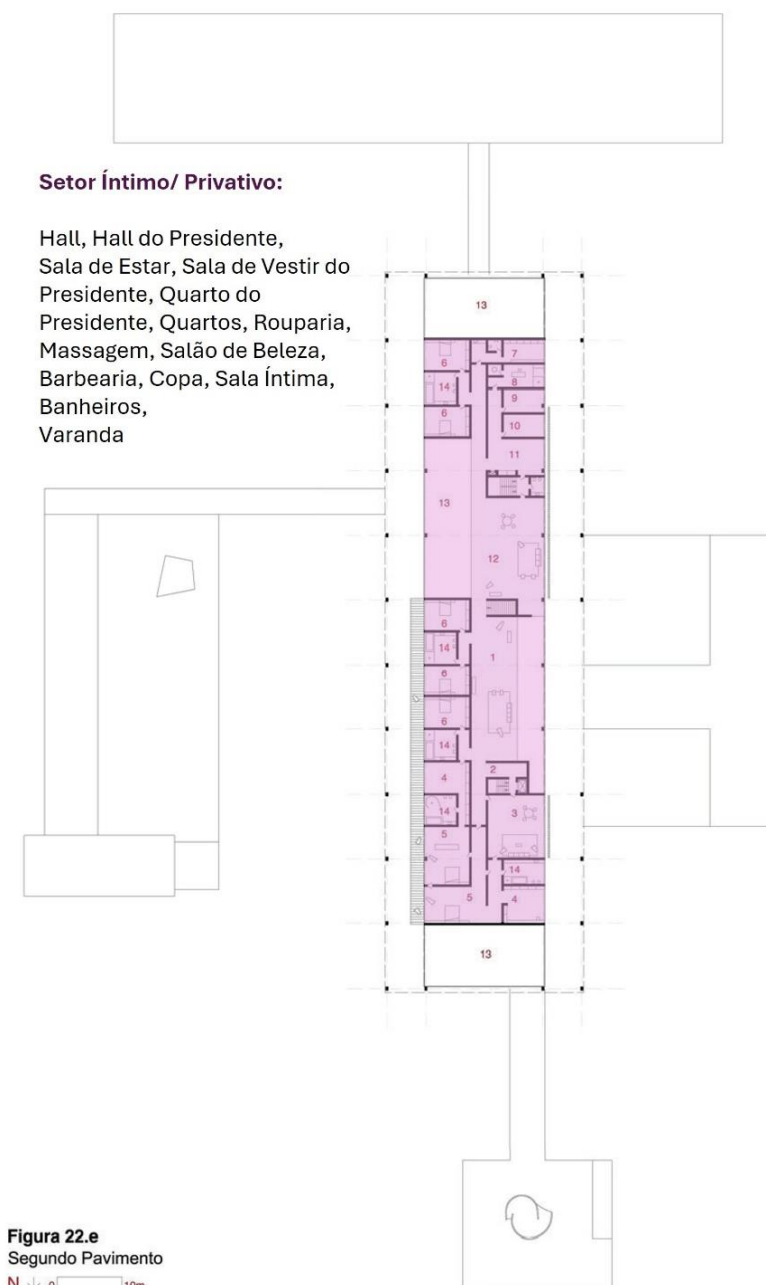 Setor Íntimo/ Privativo:
Hall, Hall do Presidente,
Sala de Estar, Sala de Vestir do
Presidente, Quarto do
Presidente, Quartos, Rouparia,
Massagem, Salão de Beleza,
Barbearia, Copa, Sala Íntima,
Banheiros,
Varanda
13
6
7
14
8
9
6
10
11
13
12
6
14
1
6
6
14
2
4
3
14
5
14
5
4
13
Figura 22.e
Segundo Pavimento
N 0 10m